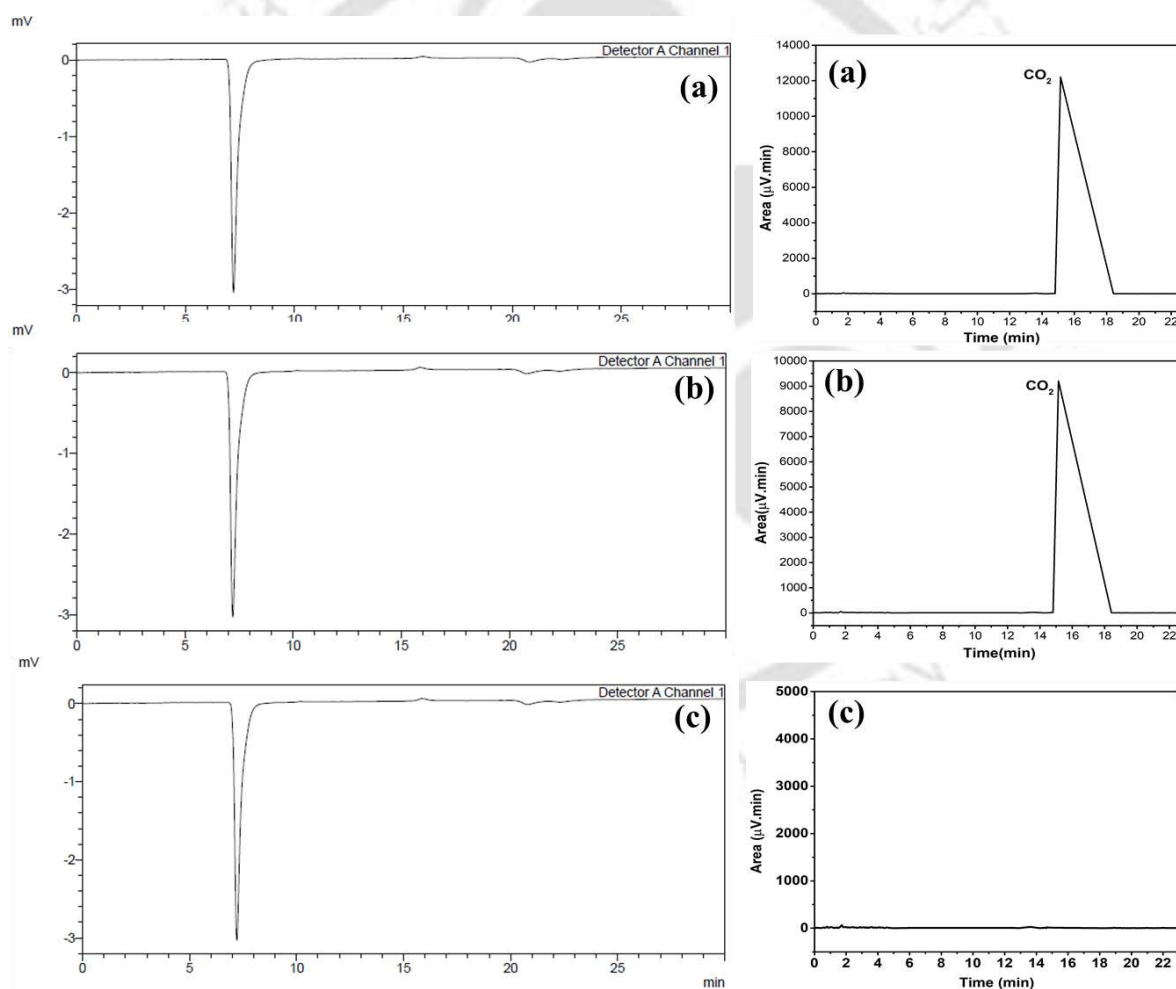 mV
Detector A Channel 1
(a)
0
-1
-2
-3
0 5 10 15 20 25
mV
Detector A Channel 1
(b)
0
-1
-2
-3
0 5 10 15 20 25
mV
Detector A Channel 1
(c)
0
-1
-2
-3
0 5 10 15 20 25
min
(a)
CO2
Area (µV.min)
14000
12000
10000
8000
6000
4000
2000
0
0 2 4 6 8 10 12 14 16 18 20 22
Time (min)
(b)
CO2
Area(µV.min)
10000
9000
8000
7000
6000
5000
4000
3000
2000
1000
0
0 2 4 6 8 10 12 14 16 18 20 22
Time(min)
(c)
Area (µV.min)
5000
4000
3000
2000
1000
0
0 2 4 6 8 10 12 14 16 18 20 22
Time (min)